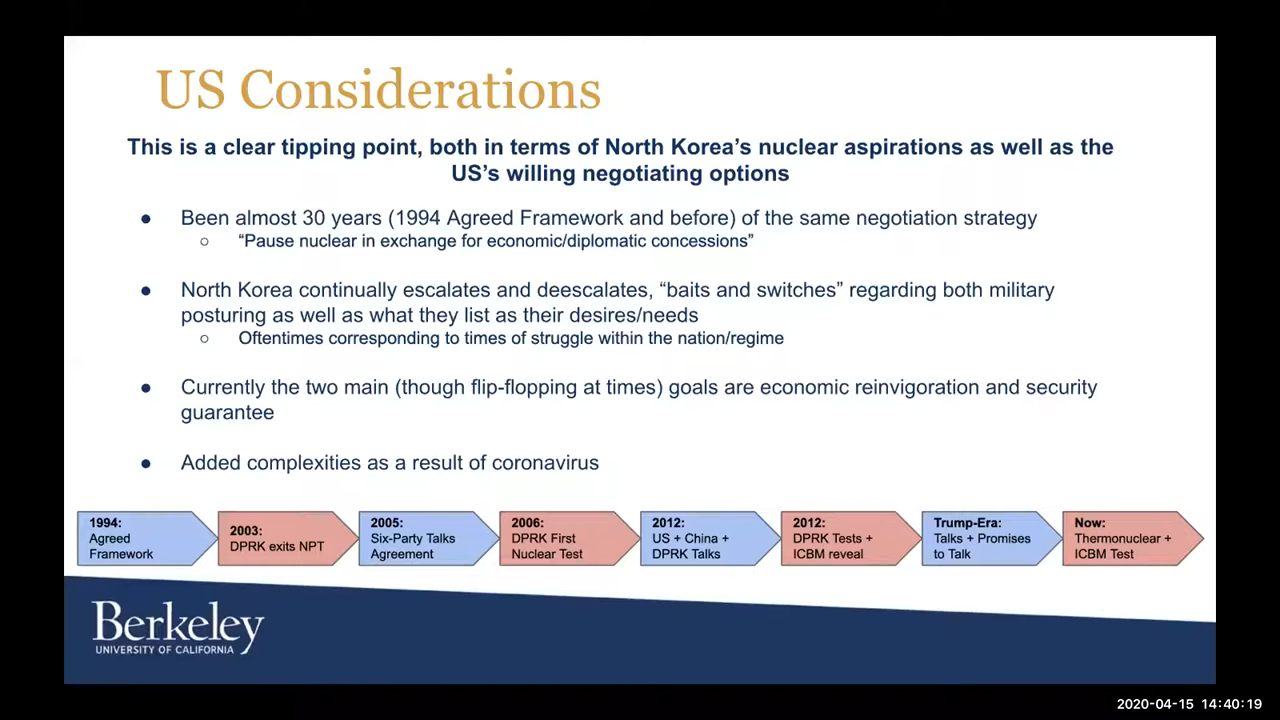 US Considerations
This is a clear tipping point, both in terms of North Korea's nuclear aspirations as well as the
US's willing negotiating options
● Been almost 30 years (1994 Agreed Framework and before) of the same negotiation strategy
○ “Pause nuclear in exchange for economic/diplomatic concessions”
● North Korea continually escalates and deescalates, “baits and switches” regarding both military
posturing as well as what they list as their desires/needs
○ Oftentimes corresponding to times of struggle within the nation/regime
● Currently the two main (though flip-flopping at times) goals are economic reinvigoration and security
guarantee
● Added complexities as a result of coronavirus
1994:
Agreed
Framework
2003:
DPRK exits NPT
2005:
Six-Party Talks
Agreement
2006:
DPRK First
Nuclear Test
2012:
US + China +
DPRK Talks
2012:
DPRK Tests +
ICBM reveal
Trump-Era:
Talks + Promises
to Talk
Now:
Thermonuclear +
ICBM Test
Berkeley
UNIVERSITY OF CALIFORNIA
2020-04-15 14:40:19